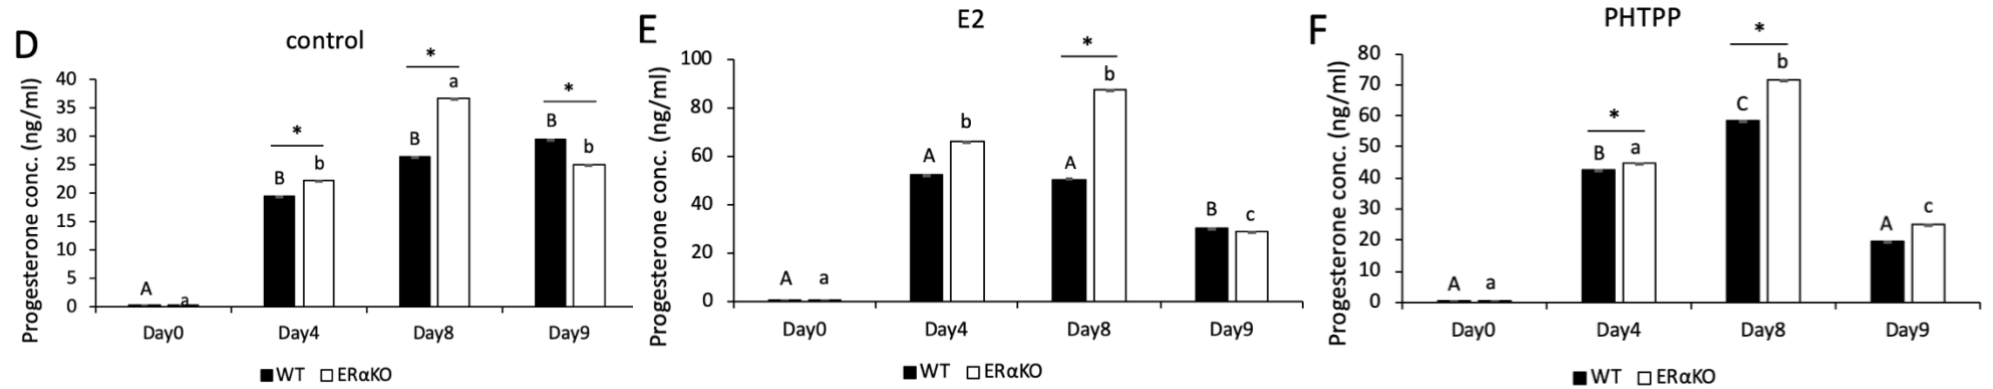 D
control
Progesterone conc. (ng/ml)
40
35
30
25
20
15
10
5
0
A
a
*
B
b
*
B
a
*
B
b
Day0
Day4
Day8
Day9
WT
ERαKO
E
E2
Progesterone conc. (ng/ml)
100
80
60
40
20
0
A
a
A
b
*
A
b
B
c
Day0
Day4
Day8
Day9
WT
ERαKO
F
PHTPP
Progesterone conc. (ng/ml)
80
70
60
50
40
30
20
10
0
A
a
*
B
a
*
C
b
A
c
Day0
Day4
Day8
Day9
WT
ERαKO